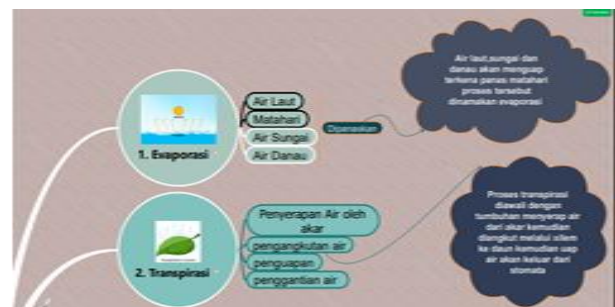 1. Evaporasi
Air Laut
Matahari
Air Sungai
Air Danau
Dipanaskan
Air laut,sungai dan
danau akan menguap
terkena panas matahari
proses tersebut
dinamakan evaporasi
2. Transpirasi
Penyerapan Air oleh
akar
pengangkutan air
penguapan
penggantian air
Proses transpirasi
diawali dengan
tumbuhan menyerap air
dari akar kemudian
diangkut melalui silem
ke daun kemudian uap
air akan keluar dari
stomata